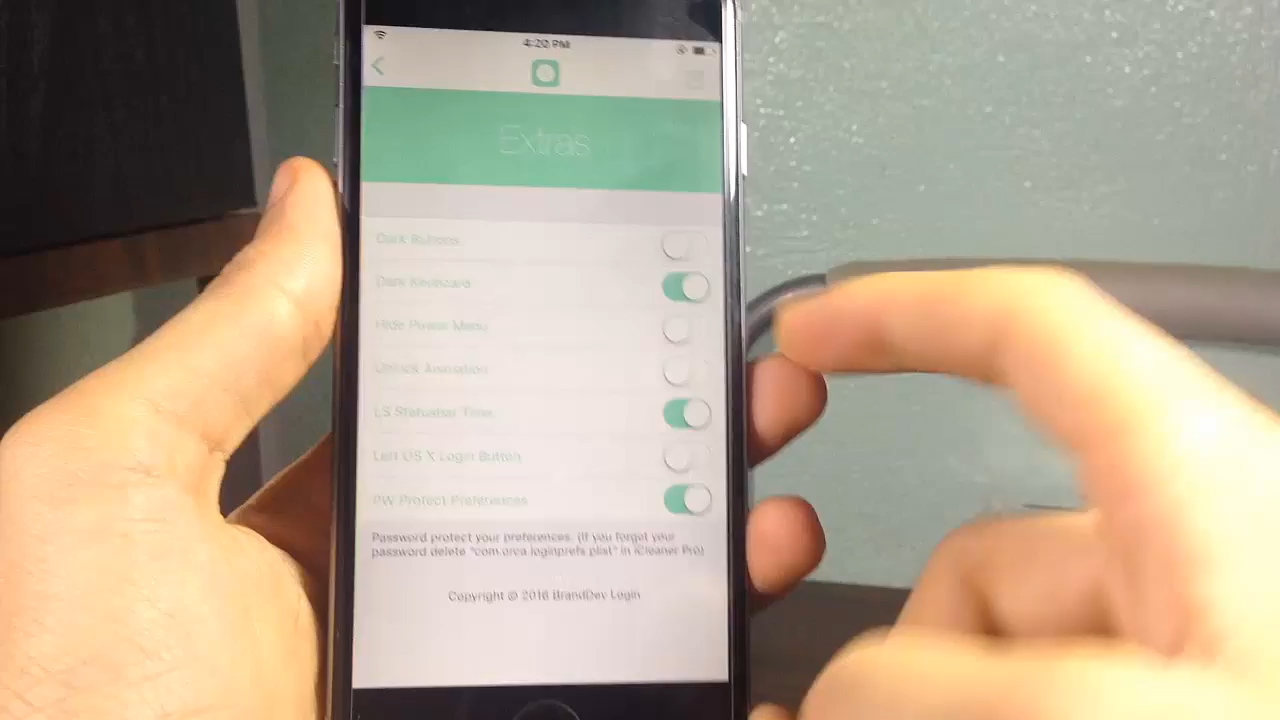 4:20 PM
Extras
Dark Buttons
Dark Keyboard
Hide Power Menu
Unlock Animation
LS Statusbar Time
Left OS X Login Button
PW Protect Preferences
Password protect your preferences. (If you forgot your
password delete "com.orca.loginprefs.plist" in iCleaner Pro)
Copyright © 2016 BrandDev Login